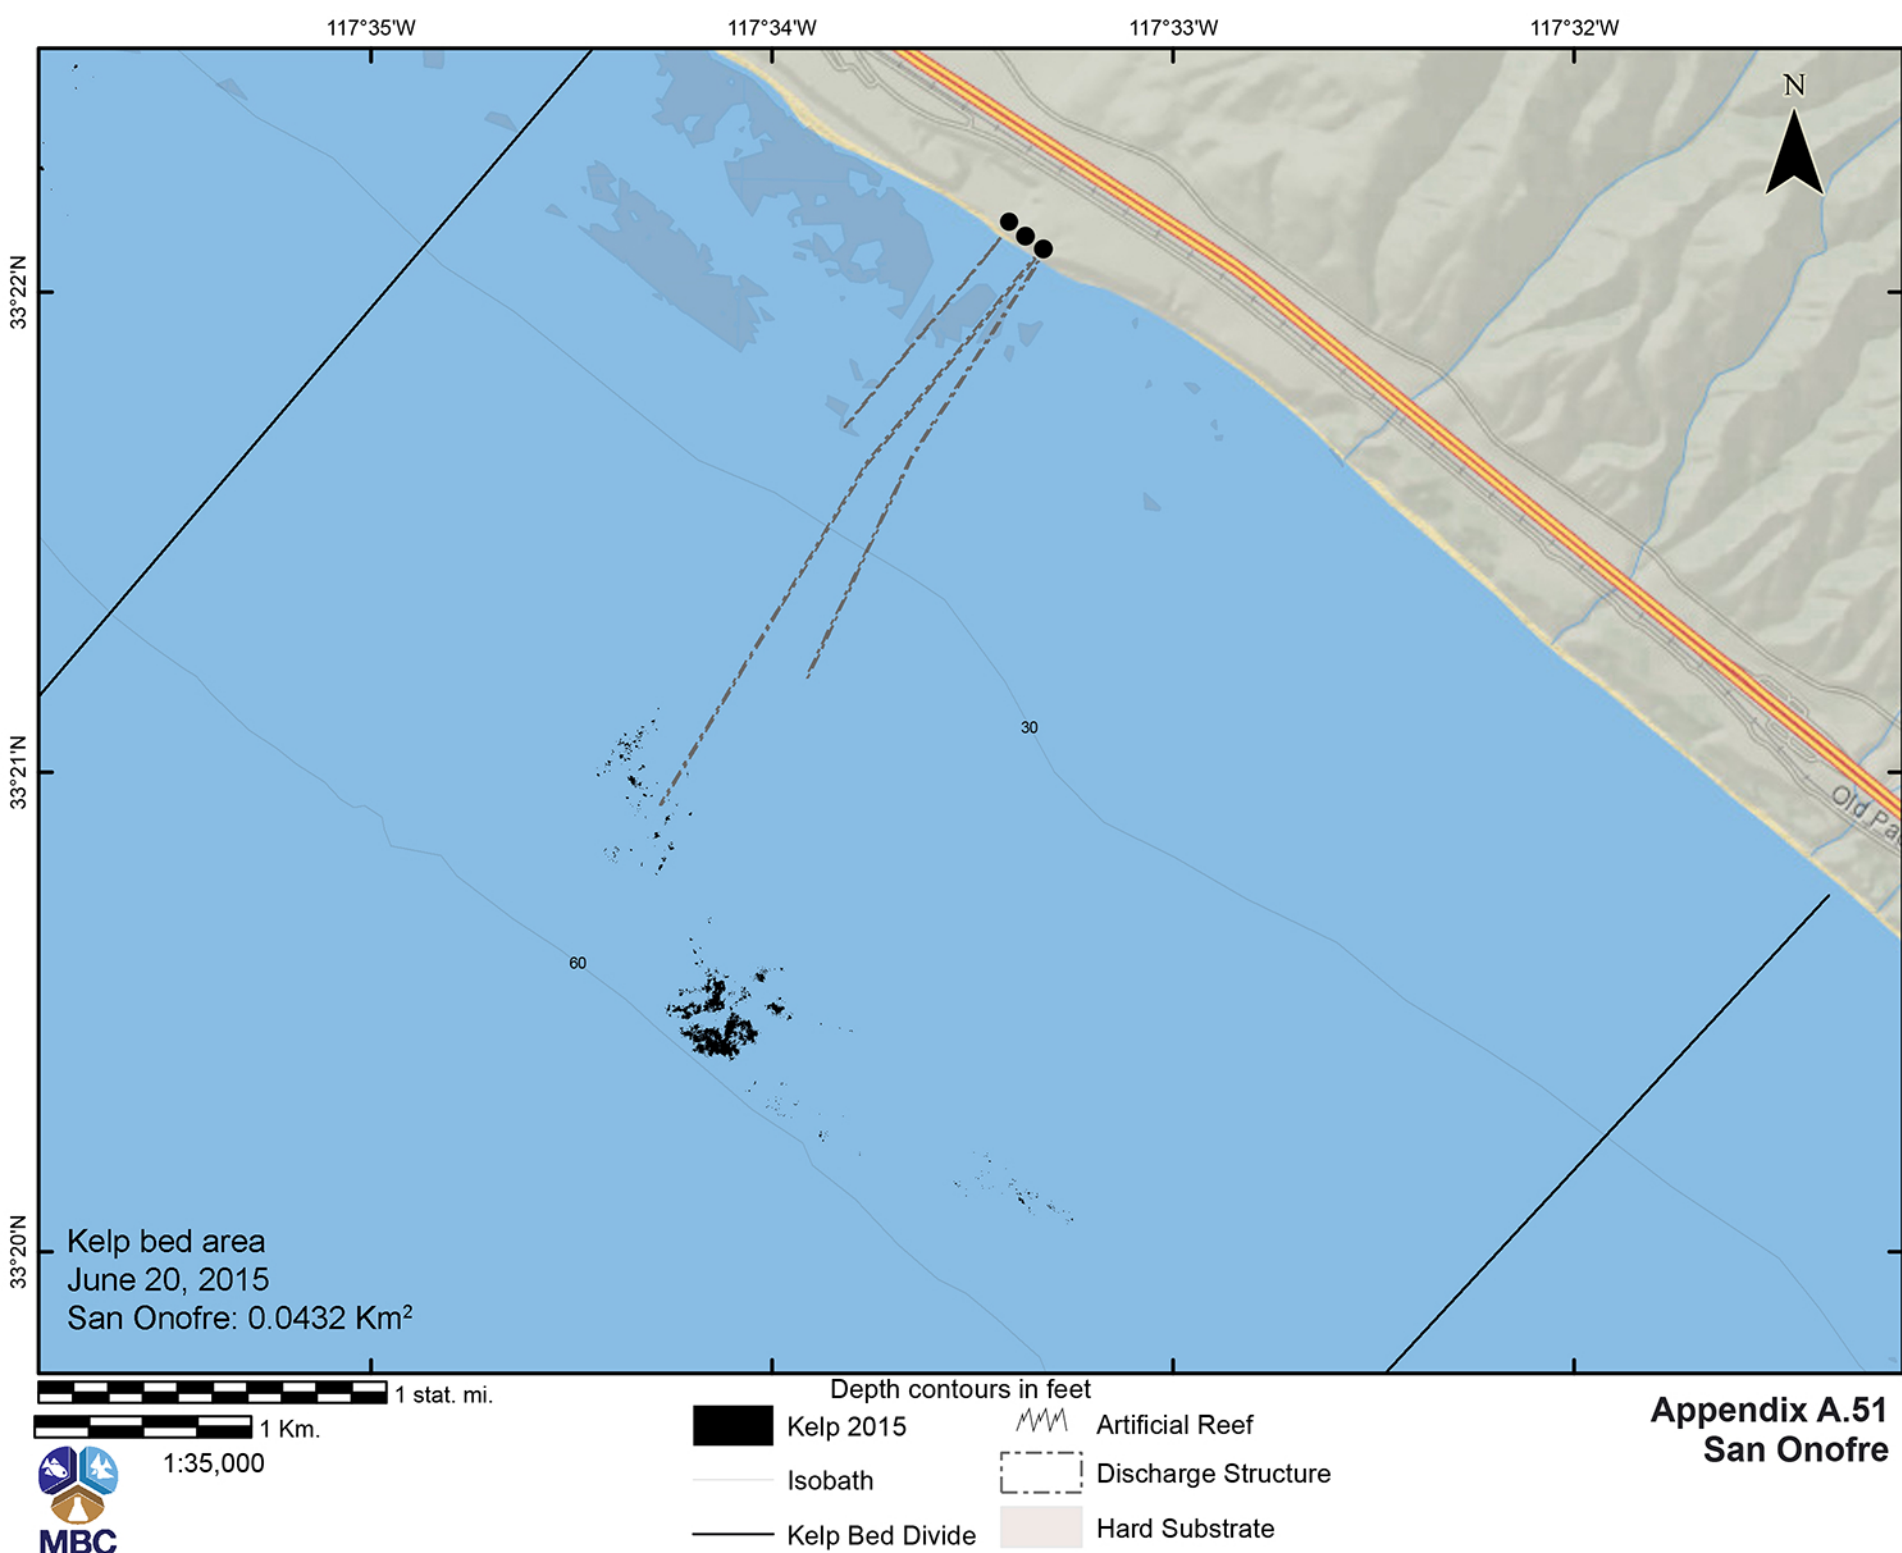 117°35'W
117°34'W
117°33'W
117°32'W
N
33°22'N
33°21'N
30
Old
60
33°20'N
Kelp bed area
June 20, 2015
San Onofre: 0.0432 Km²
1 stat. mi.
1 Km.
1:35,000
MBC
Depth contours in feet
Kelp 2015
Isobath
Kelp Bed Divide
Artificial Reef
Discharge Structure
Hard Substrate
Appendix A.51
San Onofre